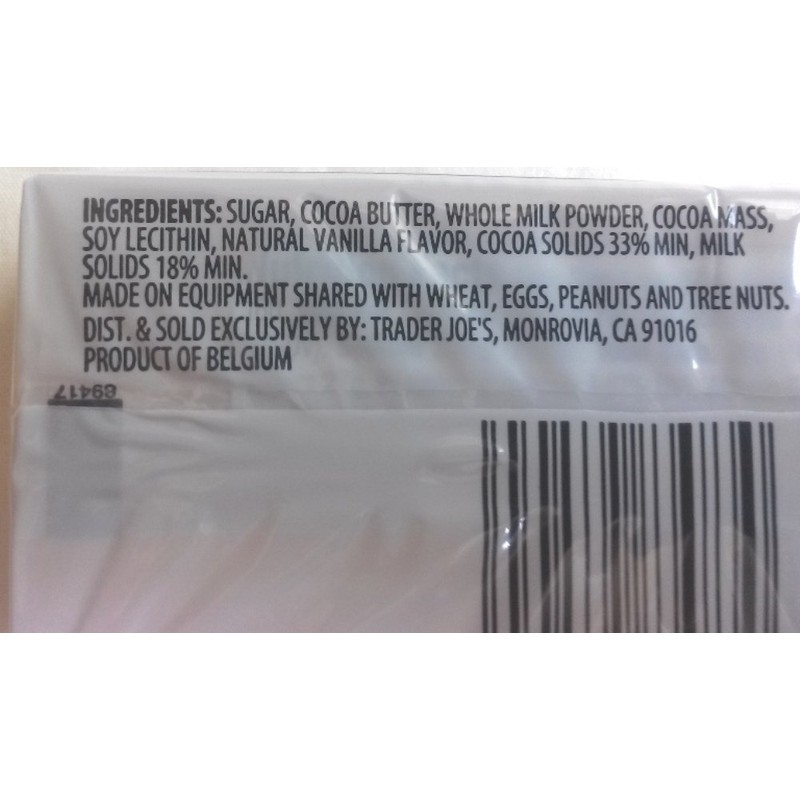 INGREDIENTS: SUGAR, COCOA BUTTER, WHOLE MILK POWDER, COCOA MASS,
SOY LECITHIN, NATURAL VANILLA FLAVOR, COCOA SOLIDS 33% MIN, MILK
SOLIDS 18% MIN.
MADE ON EQUIPMENT SHARED WITH WHEAT, EGGS, PEANUTS AND TREE NUTS.
DIST. & SOLD EXCLUSIVELY BY: TRADER JOE'S, MONROVIA, CA 91016
PRODUCT OF BELGIUM
69417